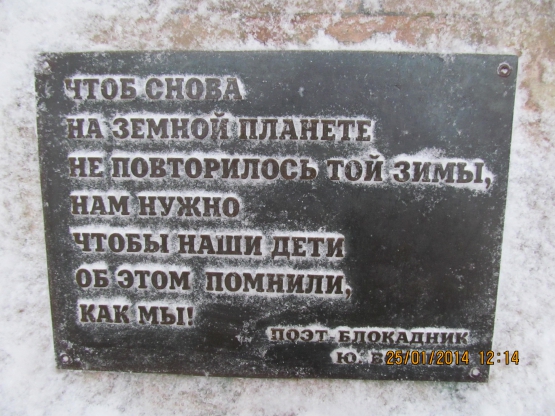 ЧТОБ СНОВА
НА ЗЕМНОЙ ПЛАНЕТЕ
НЕ ПОВТОРИЛОСЬ ТОЙ ЗИМЫ,
НАМ НУЖНО
ЧТОБЫ НАШИ ДЕТИ
ОБ ЭТОМ ПОМНИЛИ,
КАК МЫ!
ПОЭТ-БЛОКАДНИК
Ю.
25/01/2014 12:14